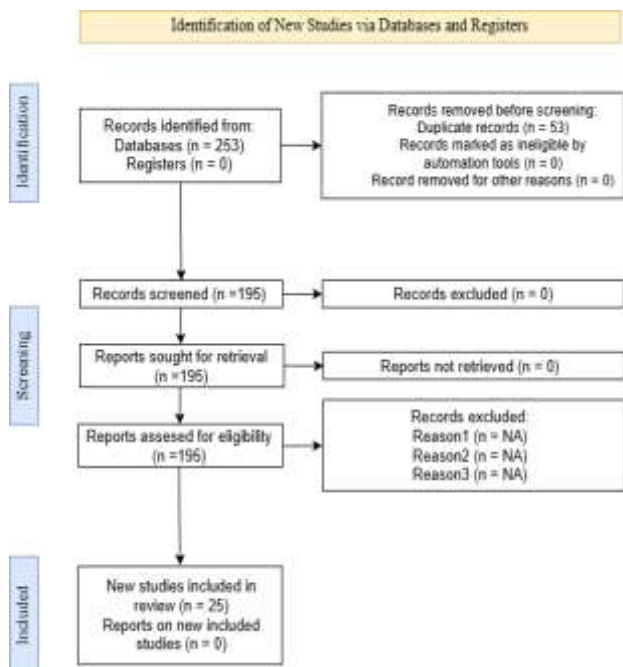 Identification of New Studies via Databases and Registers
Identification
Records identified from:
Databases (n = 253)
Registers (n = 0)
Records removed before screening:
Duplicate records (n = 53)
Records marked as ineligible by
automation tools (n = 0)
Record removed for other reasons (n = 0)
Screening
Records screened (n =195)
Records excluded (n = 0)
Reports sought for retrieval
(n =195)
Reports not retrieved (n = 0)
Reports assesed for eligibility
(n =195)
Records excluded:
Reason1 (n = NA)
Reason2 (n = NA)
Reason3 (n = NA)
Included
New studies included in
review (n = 25)
Reports on new included
studies (n = 0)